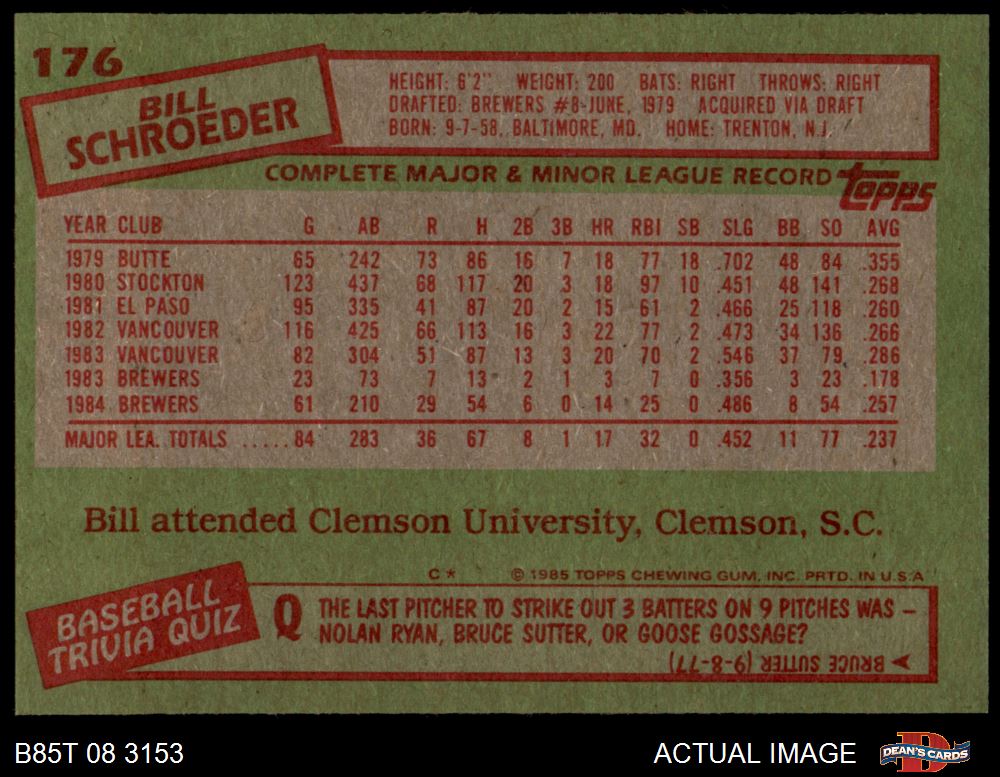 176
BILL
SCHROEDER
HEIGHT: 6'2" WEIGHT: 200 BATS: RIGHT THROWS: RIGHT
DRAFTED: BREWERS #8-JUNE, 1979 ACQUIRED VIA DRAFT
BORN: 9-7-58, BALTIMORE, MD. HOME: TRENTON, N.J.
COMPLETE MAJOR & MINOR LEAGUE RECORD topps
YEAR CLUB G AB R H 2B 3B HR RBI SB SLG BB SO AVG
1979 BUTTE 65 242 73 86 16 7 18 77 18 .702 48 84 .355
1980 STOCKTON 123 437 68 117 20 3 18 97 10 .451 48 141 .268
1981 EL PASO 95 335 41 87 20 2 15 61 2 .466 25 118 .260
1982 VANCOUVER 116 425 66 113 16 3 22 77 2 .473 34 136 .266
1983 VANCOUVER 82 304 51 87 13 3 20 70 2 .546 37 79 .286
1983 BREWERS 23 73 7 13 2 1 3 7 0 .356 3 23 .178
1984 BREWERS 61 210 29 54 6 0 14 25 0 .486 8 54 .257
MAJOR LEA. TOTALS ..... 84 283 36 67 8 1 17 32 0 .452 11 77 .237
Bill attended Clemson University, Clemson, S.C.
C* © 1985 TOPPS CHEWING GUM, INC. PRTD. IN U.S.A
BASEBALL
TRIVIA QUIZ
Q THE LAST PITCHER TO STRIKE OUT 3 BATTERS ON 9 PITCHES WAS –
NOLAN RYAN, BRUCE SUTTER, OR GOOSE GOSSAGE?
BRUCE SUTTER (9-8-77)
B85T 08 3153
ACTUAL IMAGE
D
DEAN'S CARDS